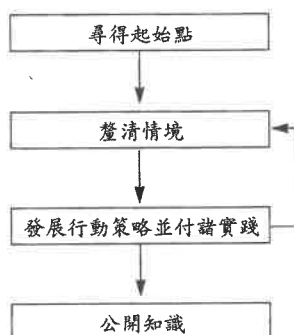 尋得起始點
釐清情境
發展行動策略並付諸實踐
公開知識